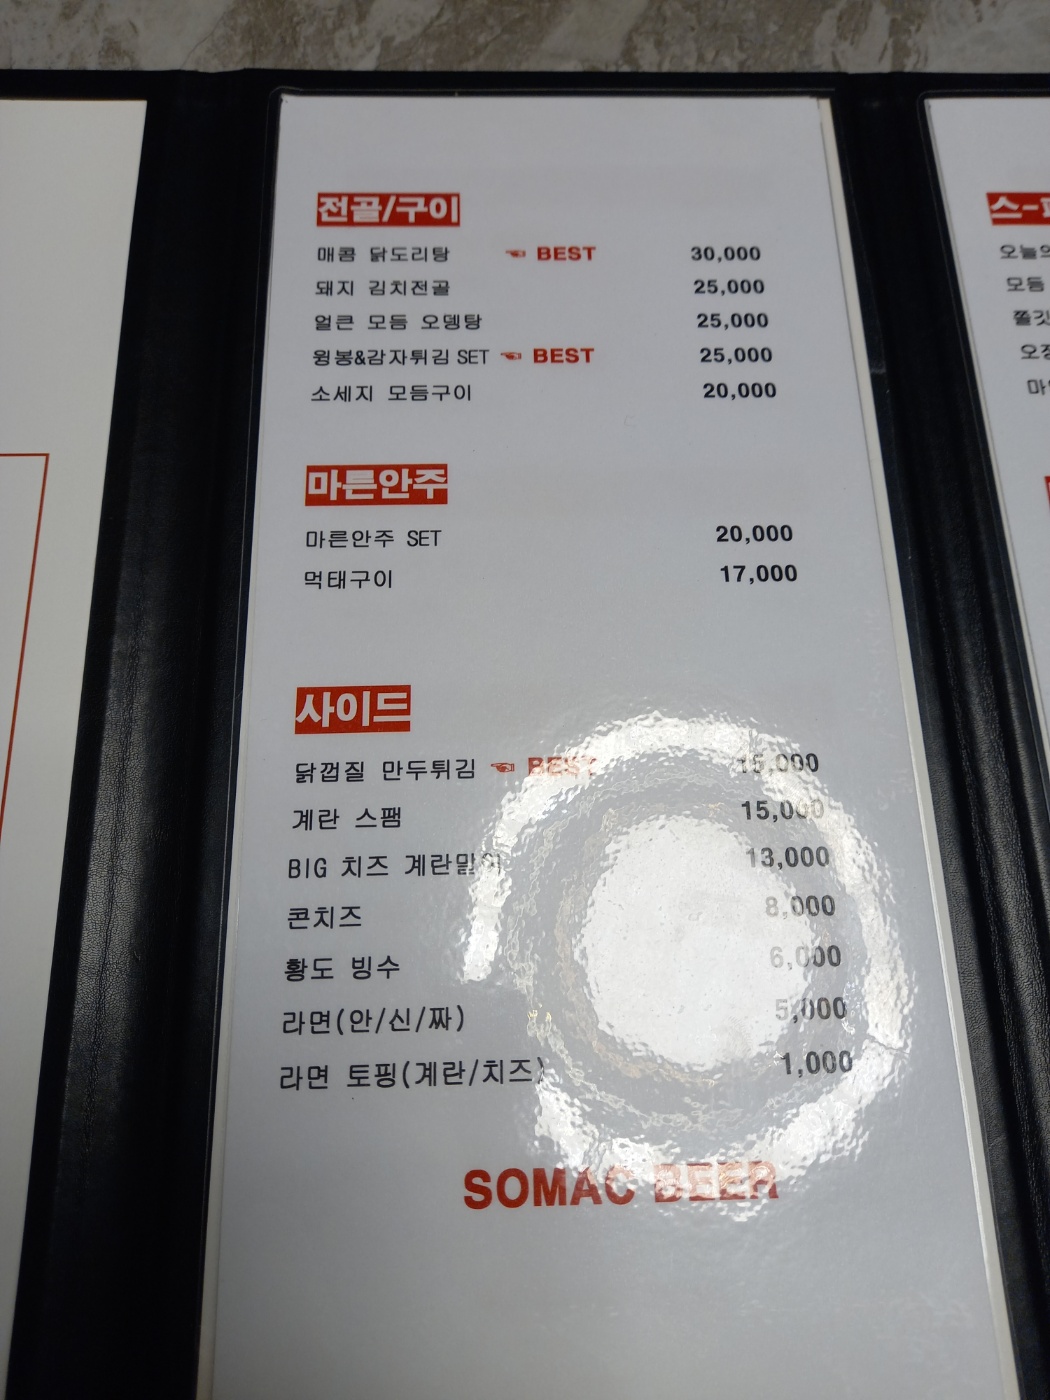 전골/구이
매콤 닭도리탕 ☜ BEST 30,000
돼지 김치전골 25,000
얼큰 모듬 오뎅탕 25,000
윙봉&감자튀김 SET ☜ BEST 25,000
소세지 모듬구이 20,000
마른안주
마른안주 SET 20,000
먹태구이 17,000
사이드
닭껍질 만두튀김 ☜ BEST 15,000
계란 스팸 15,000
BIG 치즈 계란말이 13,000
콘치즈 8,000
황도 빙수 6,000
라면(안/신/짜) 5,000
라면 토핑(계란/치즈) 1,000
SOMAC BEER
오늘의
모듬